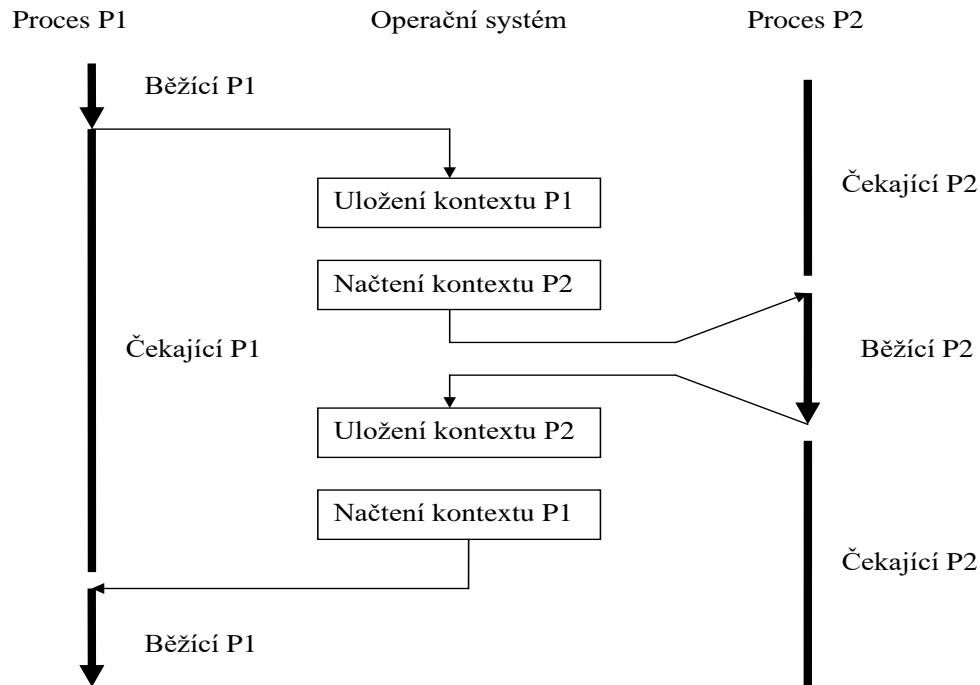 Proces P1
Operační systém
Proces P2
Běžící P1
Čekající P2
Uložení kontextu P1
Načtení kontextu P2
Čekající P1
Běžící P2
Uložení kontextu P2
Načtení kontextu P1
Čekající P2
Běžící P1